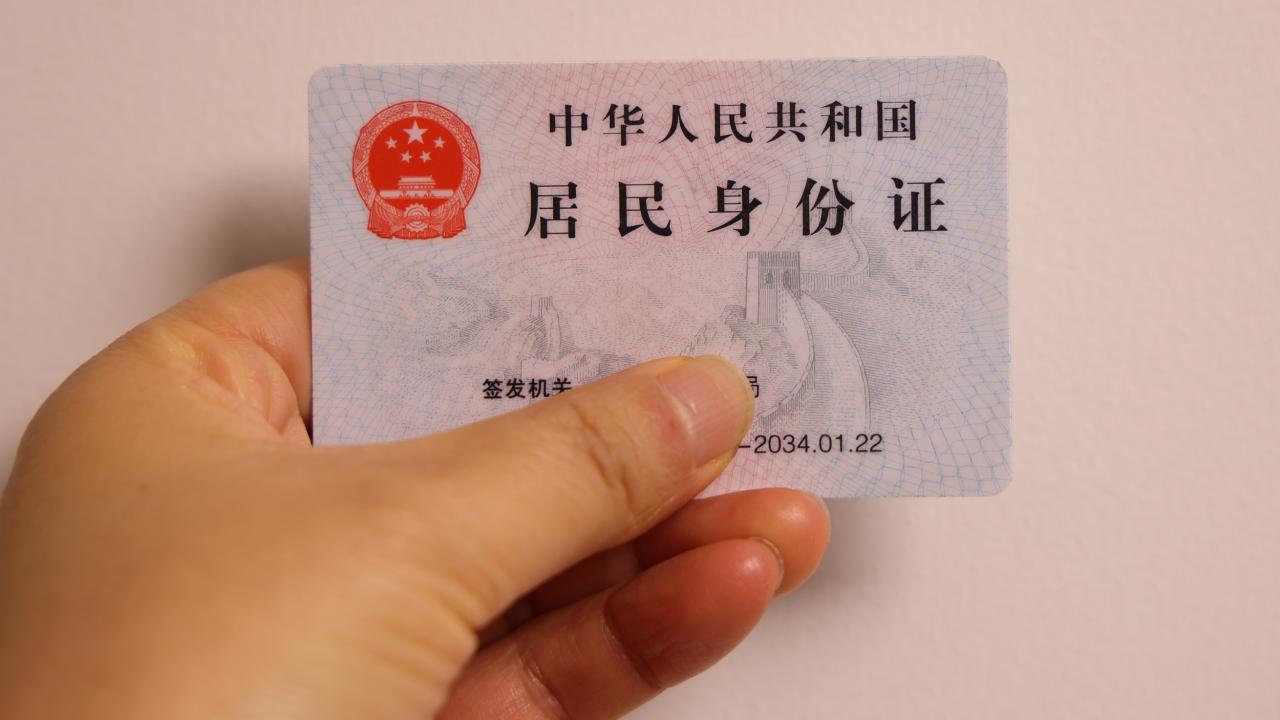 中华人民共和国
居民身份证
签发机关 局
-2034.01.22